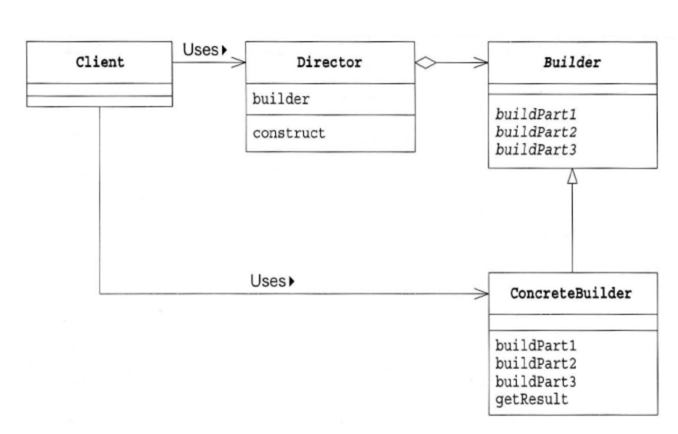 Client
Uses
Director
builder
construct
Builder
buildPart1
buildPart2
buildPart3
Uses
ConcreteBuilder
buildPart1
buildPart2
buildPart3
getResult